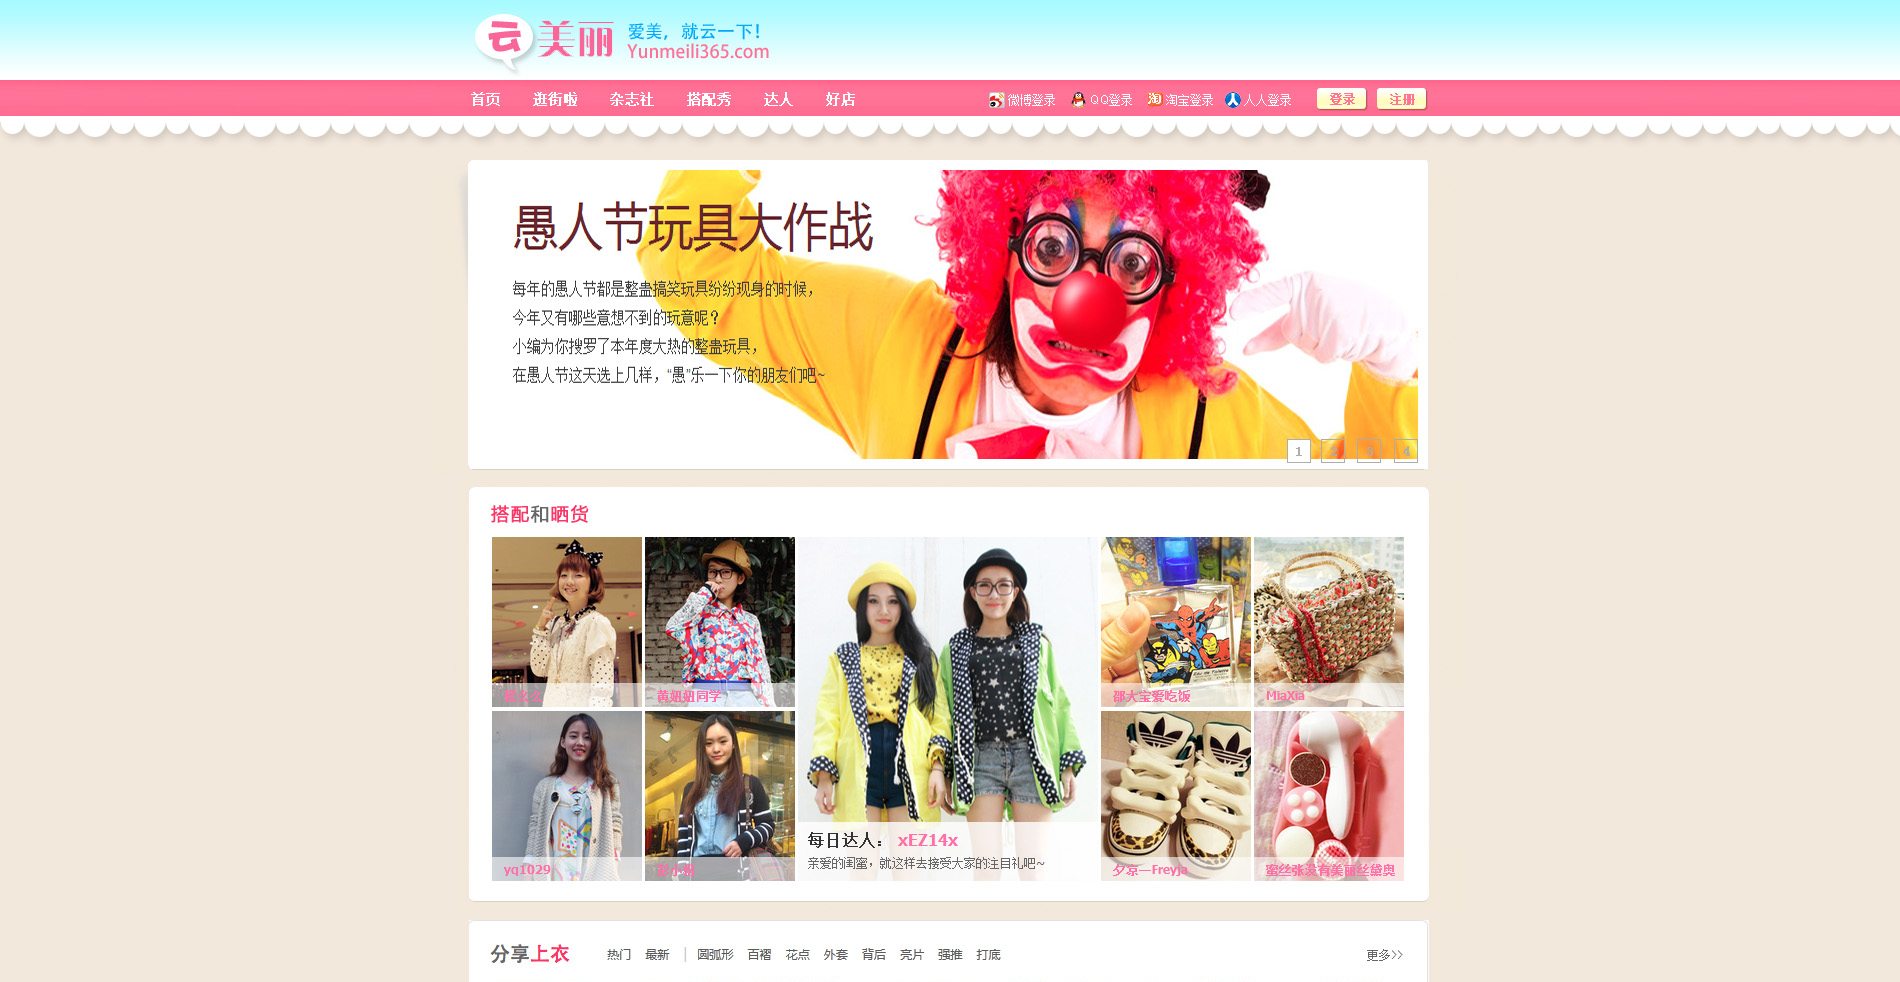 云美丽
爱美，就云一下！
Yunmeili365.com
首页 逛街啦 杂志社 搭配秀 达人 好店
微博登录 QQ登录 淘宝登录 人人登录 登录 注册
愚人节玩具大作战
每年的愚人节都是整蛊搞笑玩具纷纷现身的时候，
今年又有哪些意想不到的玩意呢？
小编为你搜罗了本年度大热的整蛊玩具，
在愚人节这天选上几样，“愚”乐一下你的朋友们吧~
1
4
搭配和晒货
黄妞妞同学
邵大宝爱吃饭
MiaXia
yq1029
每日达人： xEZ14x
亲爱的闺蜜，就这样去接受大家的注目礼吧~
夕凉—Freyja
蜜丝张没有美丽丝黛奥
分享上衣
热门 最新 | 圆弧形 百褶 花点 外套 背后 亮片 强推 打底
更多>>